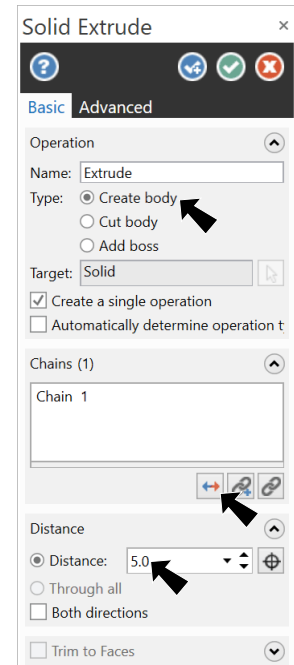 Solid Extrude
Basic Advanced
Operation
Name: Extrude
Type: Create body
Cut body
Add boss
Target: Solid
Create a single operation
Automatically determine operation t
Chains (1)
Chain 1
Distance
Distance: 5.0
Through all
Both directions
Trim to Faces